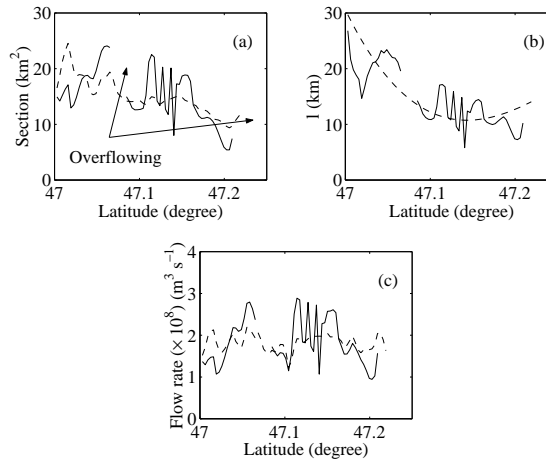 30
(a)
20
Section (km²)
10
Overflowing
0
47
47.1
47.2
Latitude (degree)
30
(b)
20
l (km)
10
0
47
47.1
47.2
Latitude (degree)
4
(c)
3
Flow rate (× 10⁸) (m³ s⁻¹)
2
1
0
47
47.1
47.2
Latitude (degree)